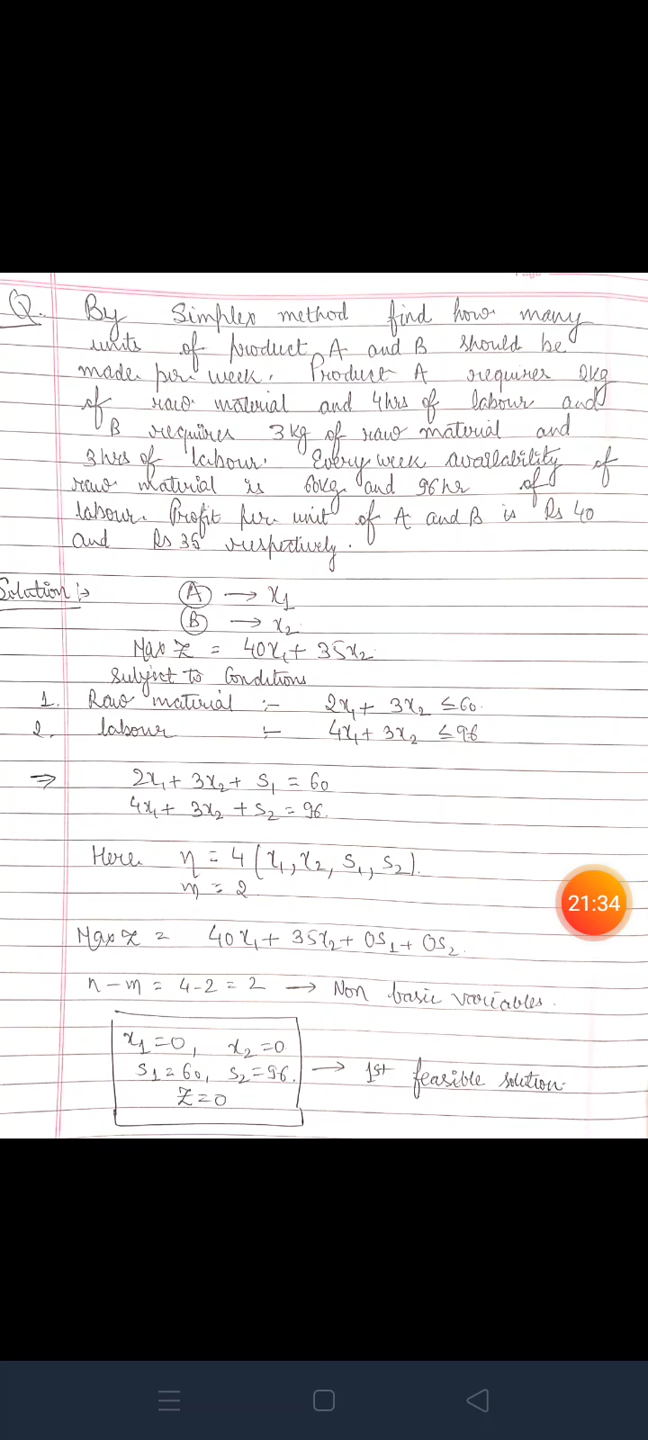 Q. By Simplex method find how many
units of product A and B should be
made per week. Product A requires 2kg
of raw material and 4hrs of labour and
B requires 3kg of raw material and
3hrs of labour. Every week availability of
raw material is 60kg and 96hr of
labour. Profit per unit of A and B is Rs 40
and Rs 35 respectively.
Solution :→
A → x₁
B → x₂
Max Z = 40x₁ + 35x₂
Subject to Conditions
1. Raw material :- 2x₁ + 3x₂ ≤ 60.
2. labour :- 4x₁ + 3x₂ ≤ 96
⇒ 2x₁ + 3x₂ + S₁ = 60
4x₁ + 3x₂ + S₂ = 96.
Here n = 4 (x₁, x₂, S₁, S₂).
m = 2
21:34
Max Z = 40x₁ + 35x₂ + 0S₁ + 0S₂.
n-m = 4-2 = 2 → Non basic variables.
x₁=0, x₂=0
S₁=60, S₂=96. → 1st feasible solution.
Z=0